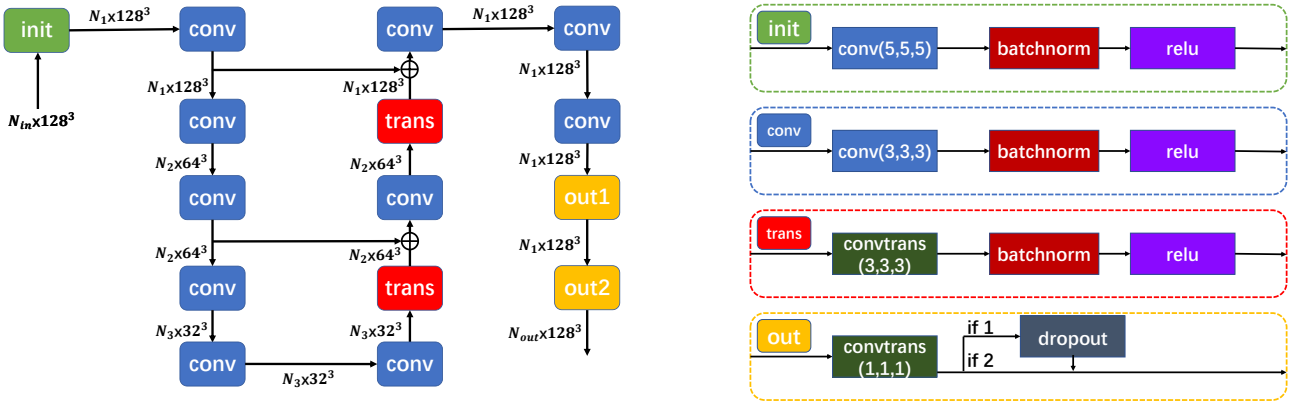 init
N₁x128³
conv
N₁x128³
conv
N₁x128³
conv
N_in x128³
N₁x128³
N₁x128³
conv
trans
conv
N₂x64³
N₂x64³
N₁x128³
conv
conv
out1
N₂x64³
N₂x64³
N₁x128³
conv
trans
out2
N₃x32³
N₃x32³
N_out x128³
conv
conv
N₃x32³
init
conv(5,5,5)
batchnorm
relu
conv
conv(3,3,3)
batchnorm
relu
trans
convtrans
(3,3,3)
batchnorm
relu
out
convtrans
(1,1,1)
if 1
if 2
dropout